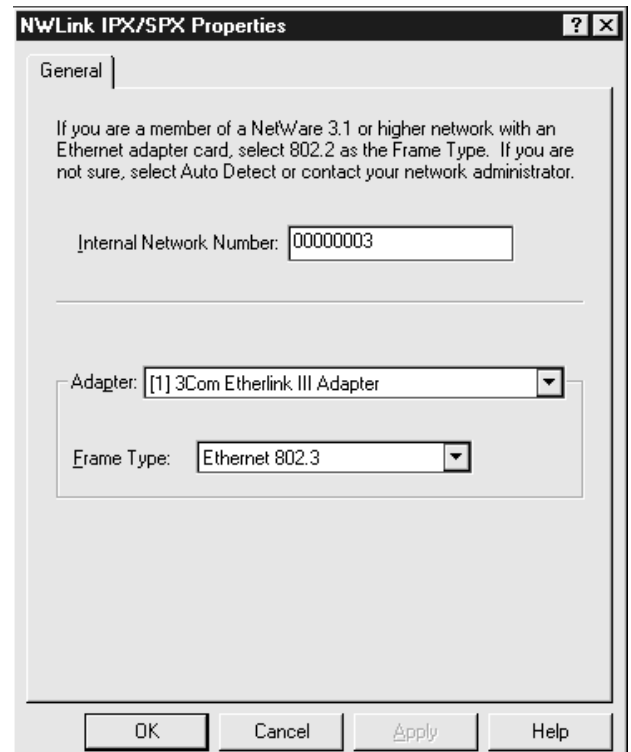 NWLink IPX/SPX Properties
General
If you are a member of a NetWare 3.1 or higher network with an
Ethernet adapter card, select 802.2 as the Frame Type. If you are
not sure, select Auto Detect or contact your network administrator.
Internal Network Number: 00000003
Adapter: [1] 3Com Etherlink III Adapter
Frame Type: Ethernet 802.3
OK Cancel Apply Help